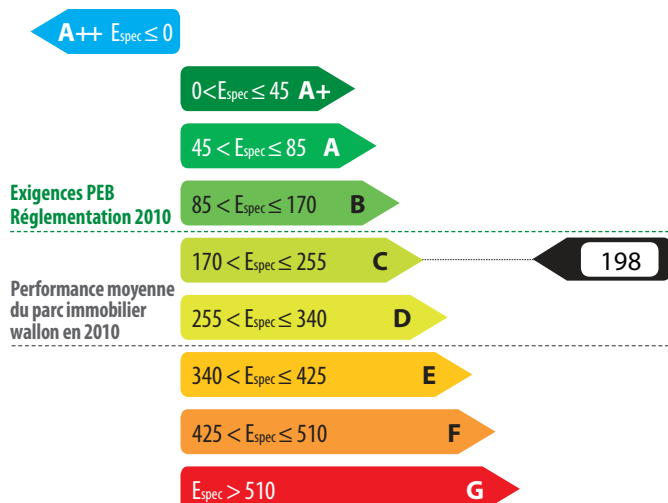 A++ Espec ≤ 0
0<Espec ≤ 45 A+
45 < Espec ≤ 85 A
Exigences PEB
Réglementation 2010
85 < Espec ≤ 170 B
170 < Espec ≤ 255 C
198
Performance moyenne
du parc immobilier
wallon en 2010
255 < Espec ≤ 340 D
340 < Espec ≤ 425 E
425 < Espec ≤ 510 F
Espec > 510 G